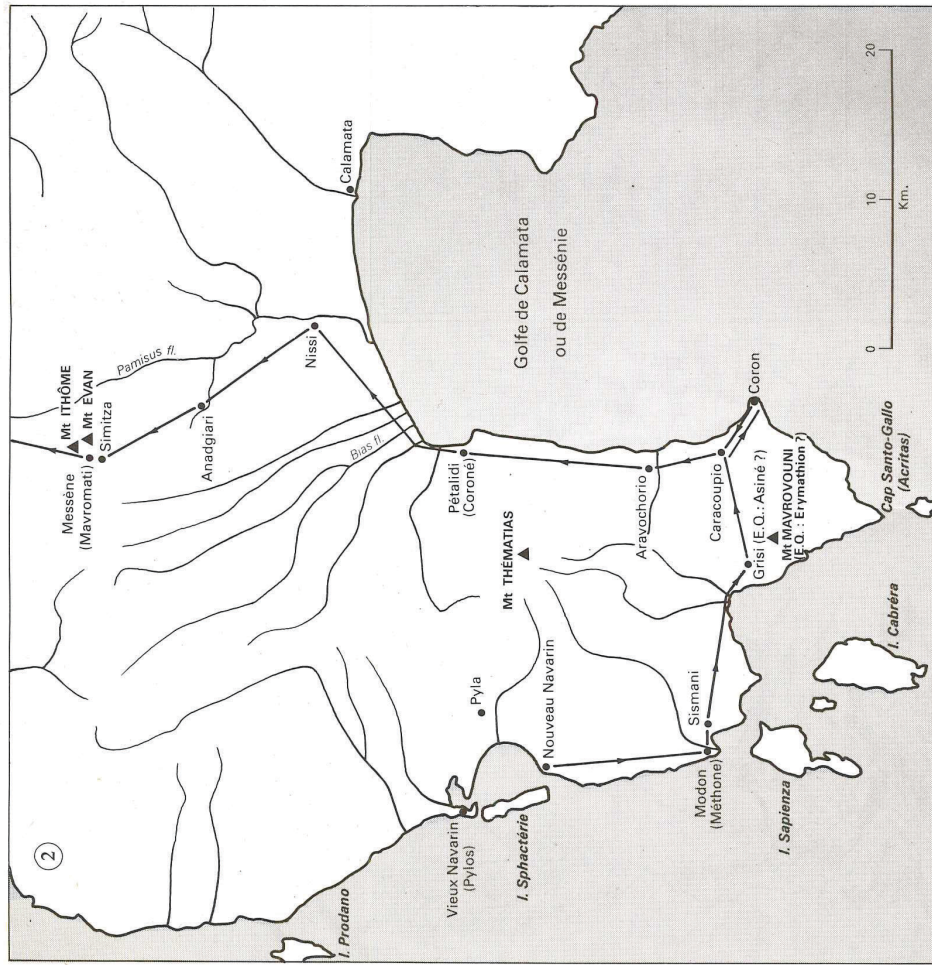 2
Messène
(Mavromati)
Mt ITHÔME
Mt EVAN
Simitza
Pamisus fl.
Anadgiari
Nissi
Calamata
Bias fl.
Golfe de Calamata
ou de Messénie
Pétalidi
(Coroné)
Mt THÉMATIAS
Aravochorio
Caracoupio
Coron
Grisi (E.Q.: Asiné ?)
Mt MAVROVOUNI
(E.Q. : Erymathion ?)
Cap Santo-Gallo
(Acritas)
I. Cabréra
I. Sapienza
Sismani
Modon
(Méthone)
Nouveau Navarin
Pyla
Vieux Navarin
(Pylos)
I. Sphactérie
I. Prodano
0
10
20
Km.